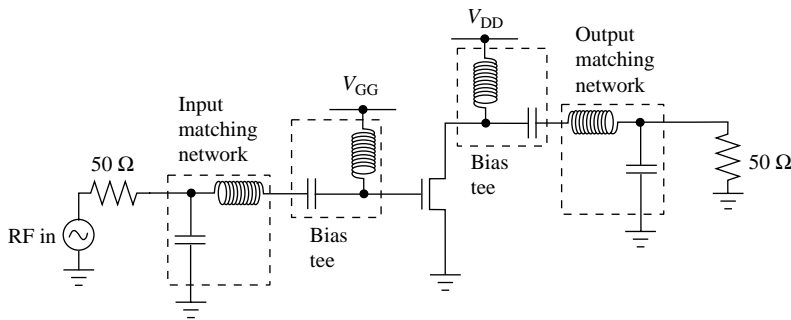 V_DD
Output
matching
network
V_GG
Input
matching
network
50 Ω
Bias
tee
50 Ω
RF in
Bias
tee